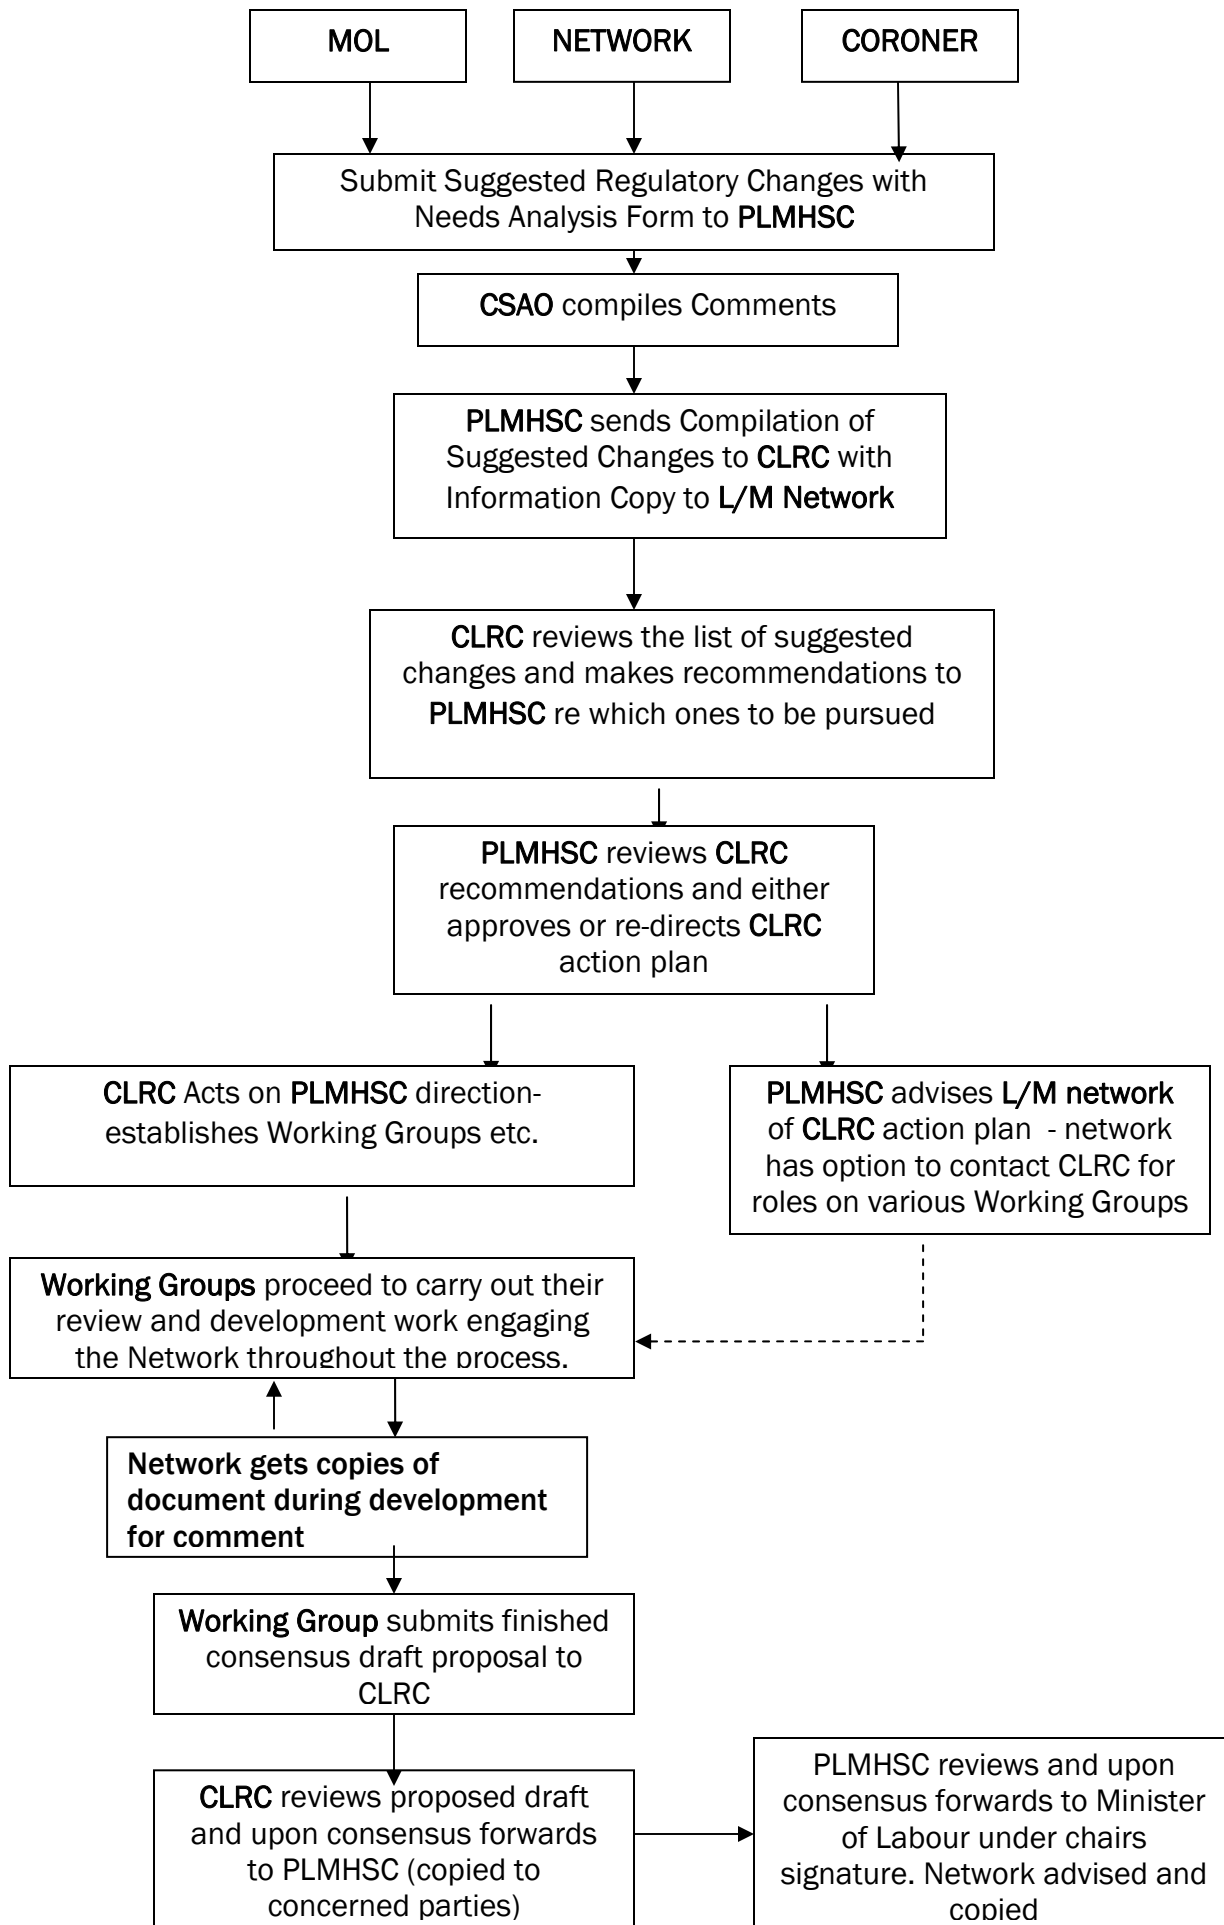 MOL
NETWORK
CORONER
Submit Suggested Regulatory Changes with
Needs Analysis Form to PLMHSC
CSAO compiles Comments
PLMHSC sends Compilation of
Suggested Changes to CLRC with
Information Copy to L/M Network
CLRC reviews the list of suggested
changes and makes recommendations to
PLMHSC re which ones to be pursued
PLMHSC reviews CLRC
recommendations and either
approves or re-directs CLRC
action plan
CLRC Acts on PLMHSC direction-
establishes Working Groups etc.
PLMHSC advises L/M network
of CLRC action plan - network
has option to contact CLRC for
roles on various Working Groups
Working Groups proceed to carry out their
review and development work engaging
the Network throughout the process.
Network gets copies of
document during development
for comment
Working Group submits finished
consensus draft proposal to
CLRC
CLRC reviews proposed draft
and upon consensus forwards
to PLMHSC (copied to
concerned parties)
PLMHSC reviews and upon
consensus forwards to Minister
of Labour under chairs
signature. Network advised and
copied